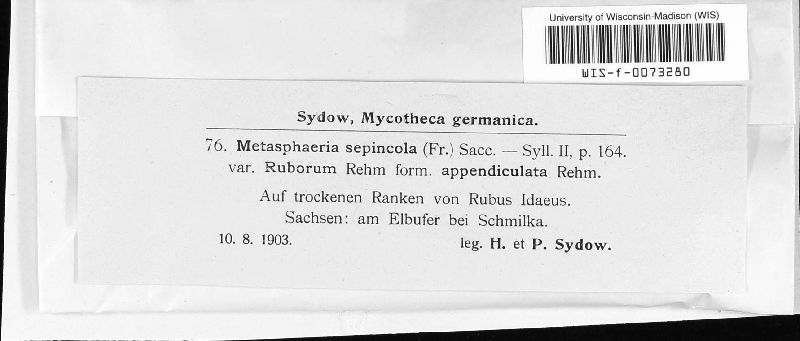 University of Wisconsin-Madison (WIS)
WIS-f-0073280
Sydow, Mycotheca germanica.
76. Metasphaeria sepincola (Fr.) Sacc. — Syll. II, p. 164.
var. Ruborum Rehm form. appendiculata Rehm.
Auf trockenen Ranken von Rubus Idaeus.
Sachsen: am Elbufer bei Schmilka.
10. 8. 1903. leg. H. et P. Sydow.